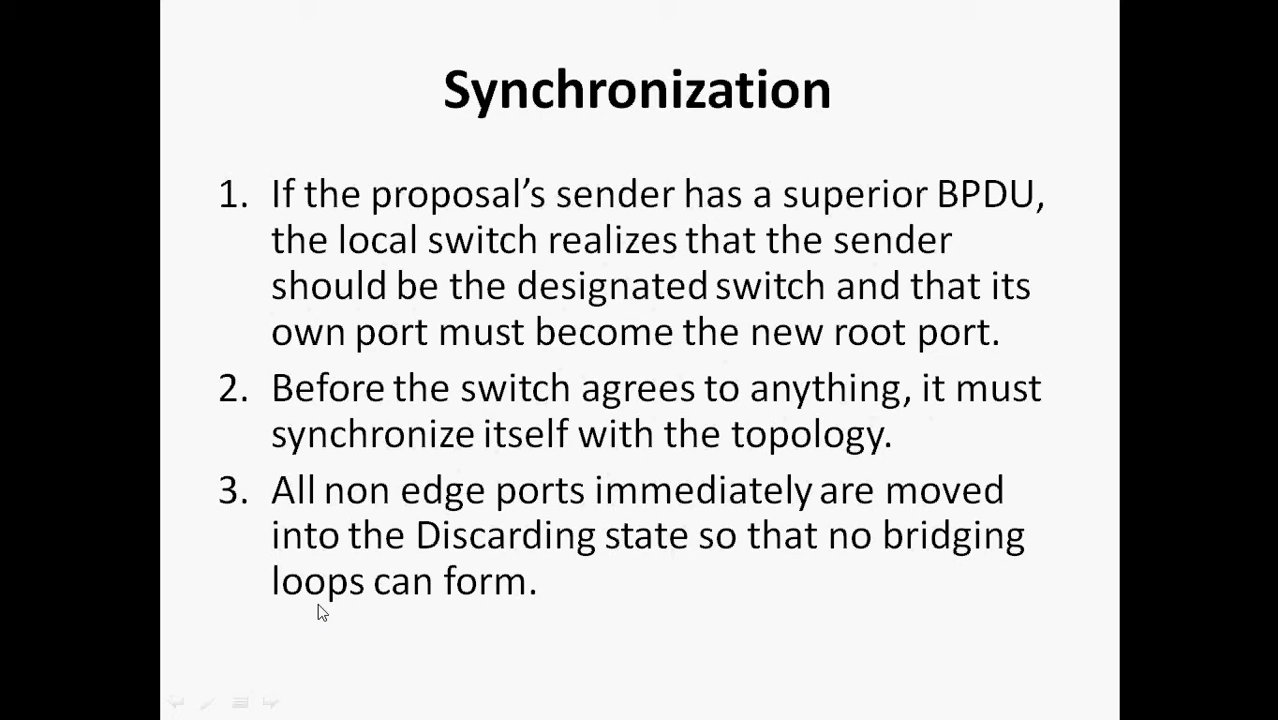 Synchronization
1. If the proposal’s sender has a superior BPDU,
the local switch realizes that the sender
should be the designated switch and that its
own port must become the new root port.
2. Before the switch agrees to anything, it must
synchronize itself with the topology.
3. All non edge ports immediately are moved
into the Discarding state so that no bridging
loops can form.